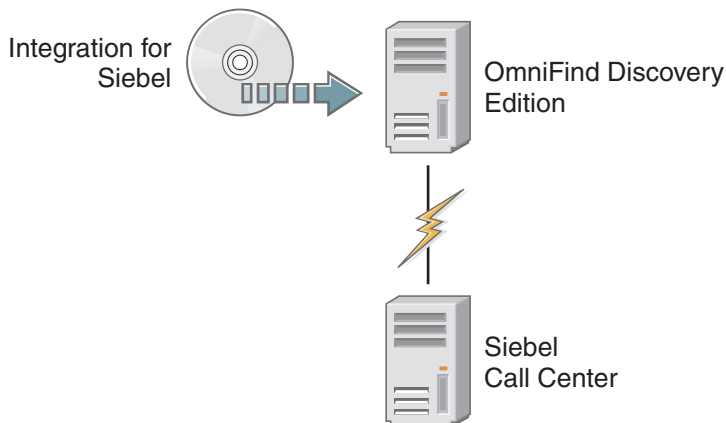 Integration for
Siebel
OmniFind Discovery
Edition
Siebel
Call Center